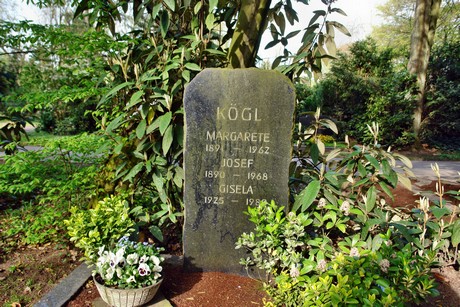 KÖGL
MARGARETE
- 1962
JOSEF
1890 - 1968
GISELA
1925 -